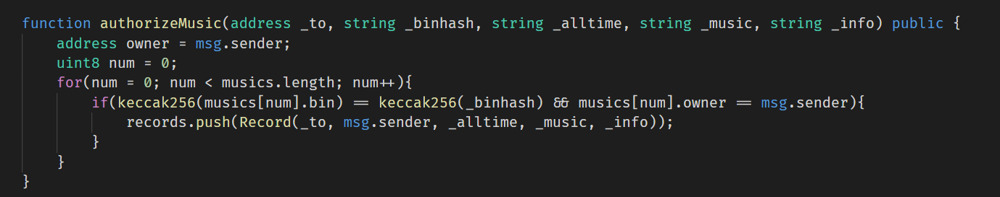 function authorizeMusic(address _to, string _binhash, string _alltime, string _music, string _info) public {
address owner = msg.sender;
uint8 num = 0;
for(num = 0; num < musics.length; num++){
if(keccak256(musics[num].bin) == keccak256(_binhash) && musics[num].owner == msg.sender){
records.push(Record(_to, msg.sender, _alltime, _music, _info));
}
}
}